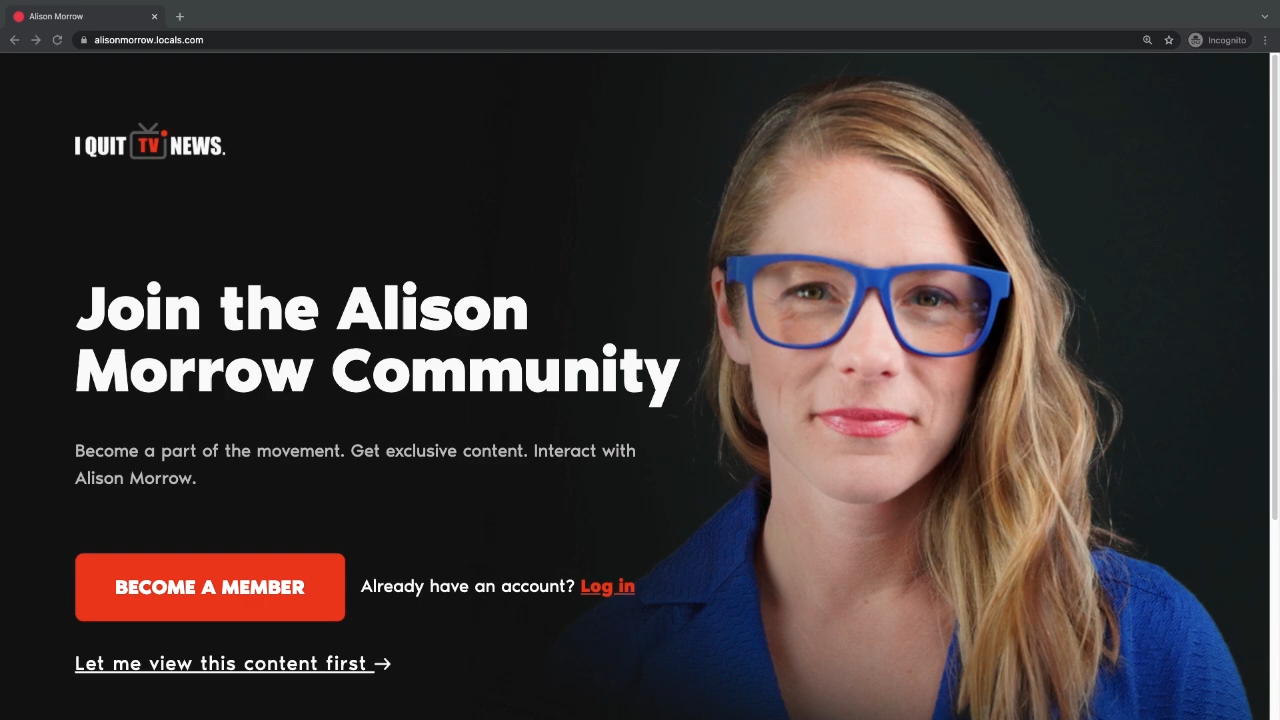 Alison Morrow
alisonmorrow.locals.com
Incognito
I QUIT TV NEWS.
Join the Alison
Morrow Community
Become a part of the movement. Get exclusive content. Interact with
Alison Morrow.
BECOME A MEMBER
Already have an account? Log in
Let me view this content first →